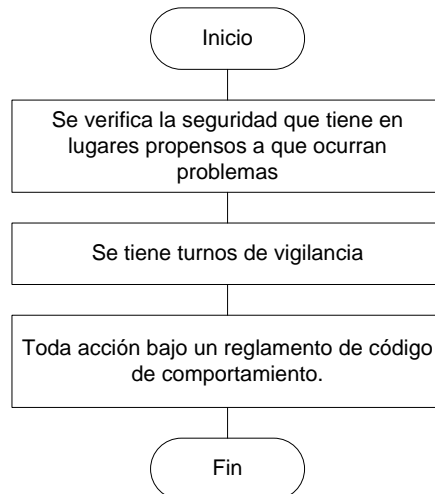 Inicio
Se verifica la seguridad que tiene en
lugares propensos a que ocurran
problemas
Se tiene turnos de vigilancia
Toda acción bajo un reglamento de código
de comportamiento.
Fin